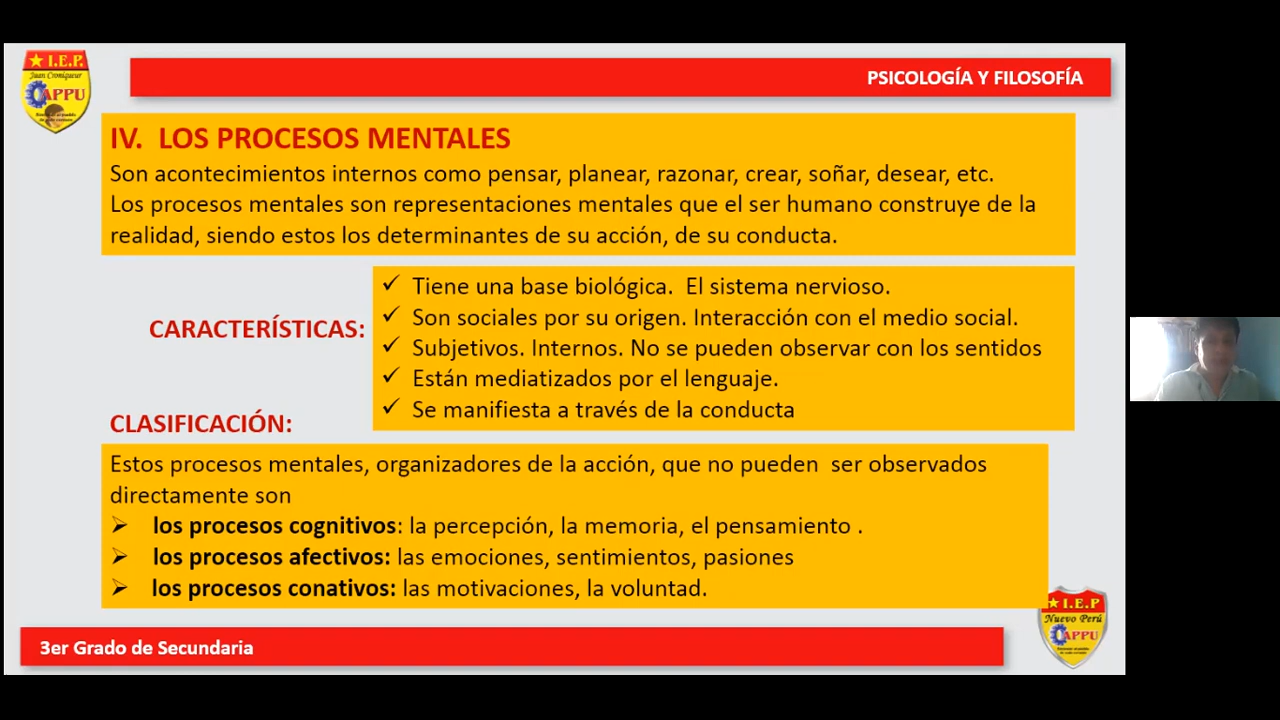 I.E.P.
Juan Croniqueur
APPU
PSICOLOGÍA Y FILOSOFÍA
IV. LOS PROCESOS MENTALES
Son acontecimientos internos como pensar, planear, razonar, crear, soñar, desear, etc.
Los procesos mentales son representaciones mentales que el ser humano construye de la
realidad, siendo estos los determinantes de su acción, de su conducta.
CARACTERÍSTICAS:
✓ Tiene una base biológica. El sistema nervioso.
✓ Son sociales por su origen. Interacción con el medio social.
✓ Subjetivos. Internos. No se pueden observar con los sentidos
✓ Están mediatizados por el lenguaje.
✓ Se manifiesta a través de la conducta
CLASIFICACIÓN:
Estos procesos mentales, organizadores de la acción, que no pueden ser observados
directamente son
➢ los procesos cognitivos: la percepción, la memoria, el pensamiento .
➢ los procesos afectivos: las emociones, sentimientos, pasiones
➢ los procesos conativos: las motivaciones, la voluntad.
I.E.P
Nuevo Perú
APPU
3er Grado de Secundaria